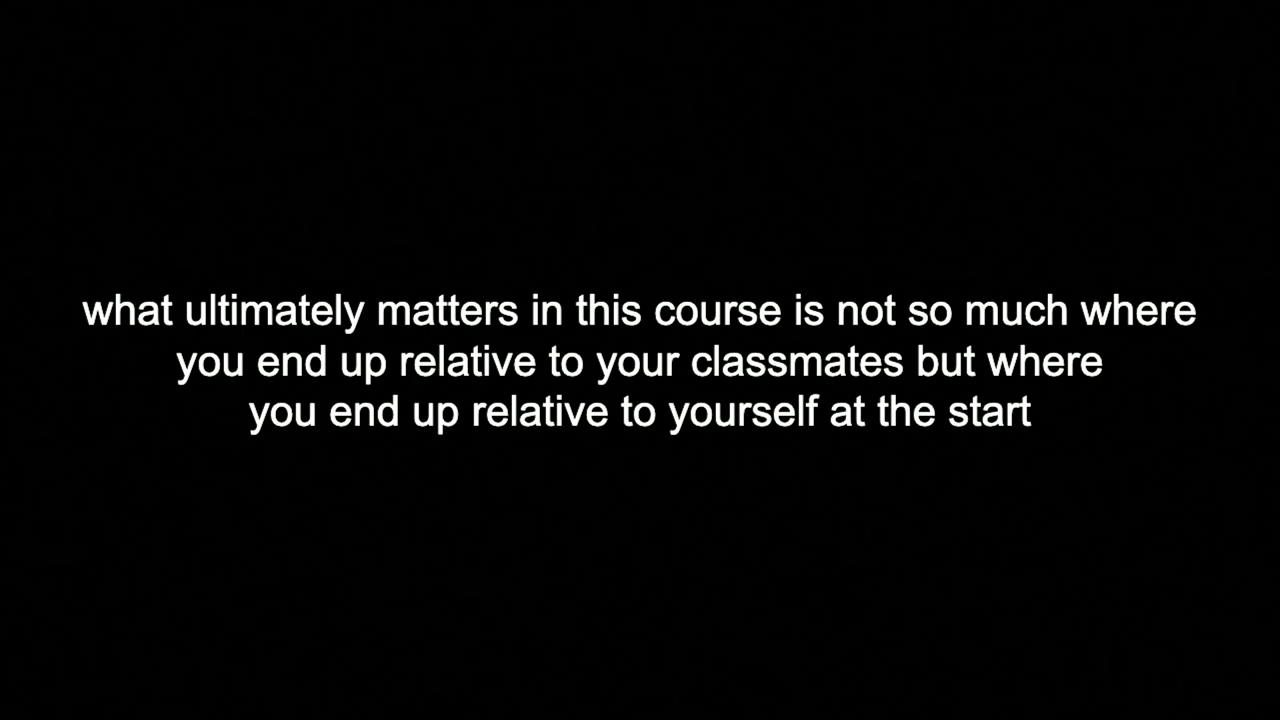 what ultimately matters in this course is not so much where
you end up relative to your classmates but where
you end up relative to yourself at the start